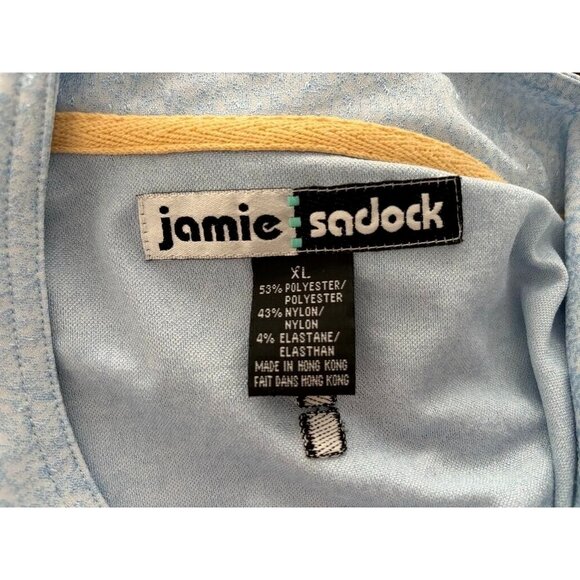 jamie sadock
XL
53% POLYESTER/
POLYESTER
43% NYLON/
NYLON
4% ELASTANE/
ELASTHAN
MADE IN HONG KONG
FAIT DANS HONG KONG